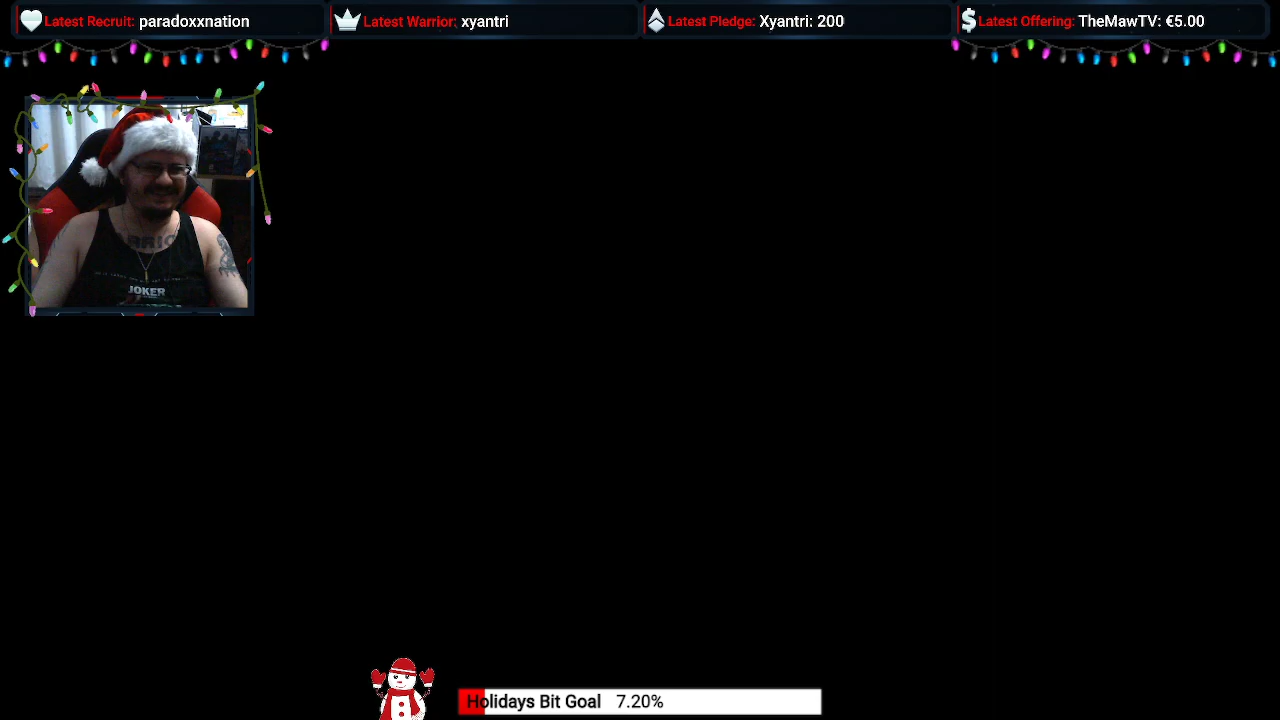 Latest Recruit: paradoxxnation
Latest Warrior: xyantri
Latest Pledge: Xyantri: 200
$ Latest Offering: TheMawTV: €5.00
JOKER
Holidays Bit Goal 7.20%